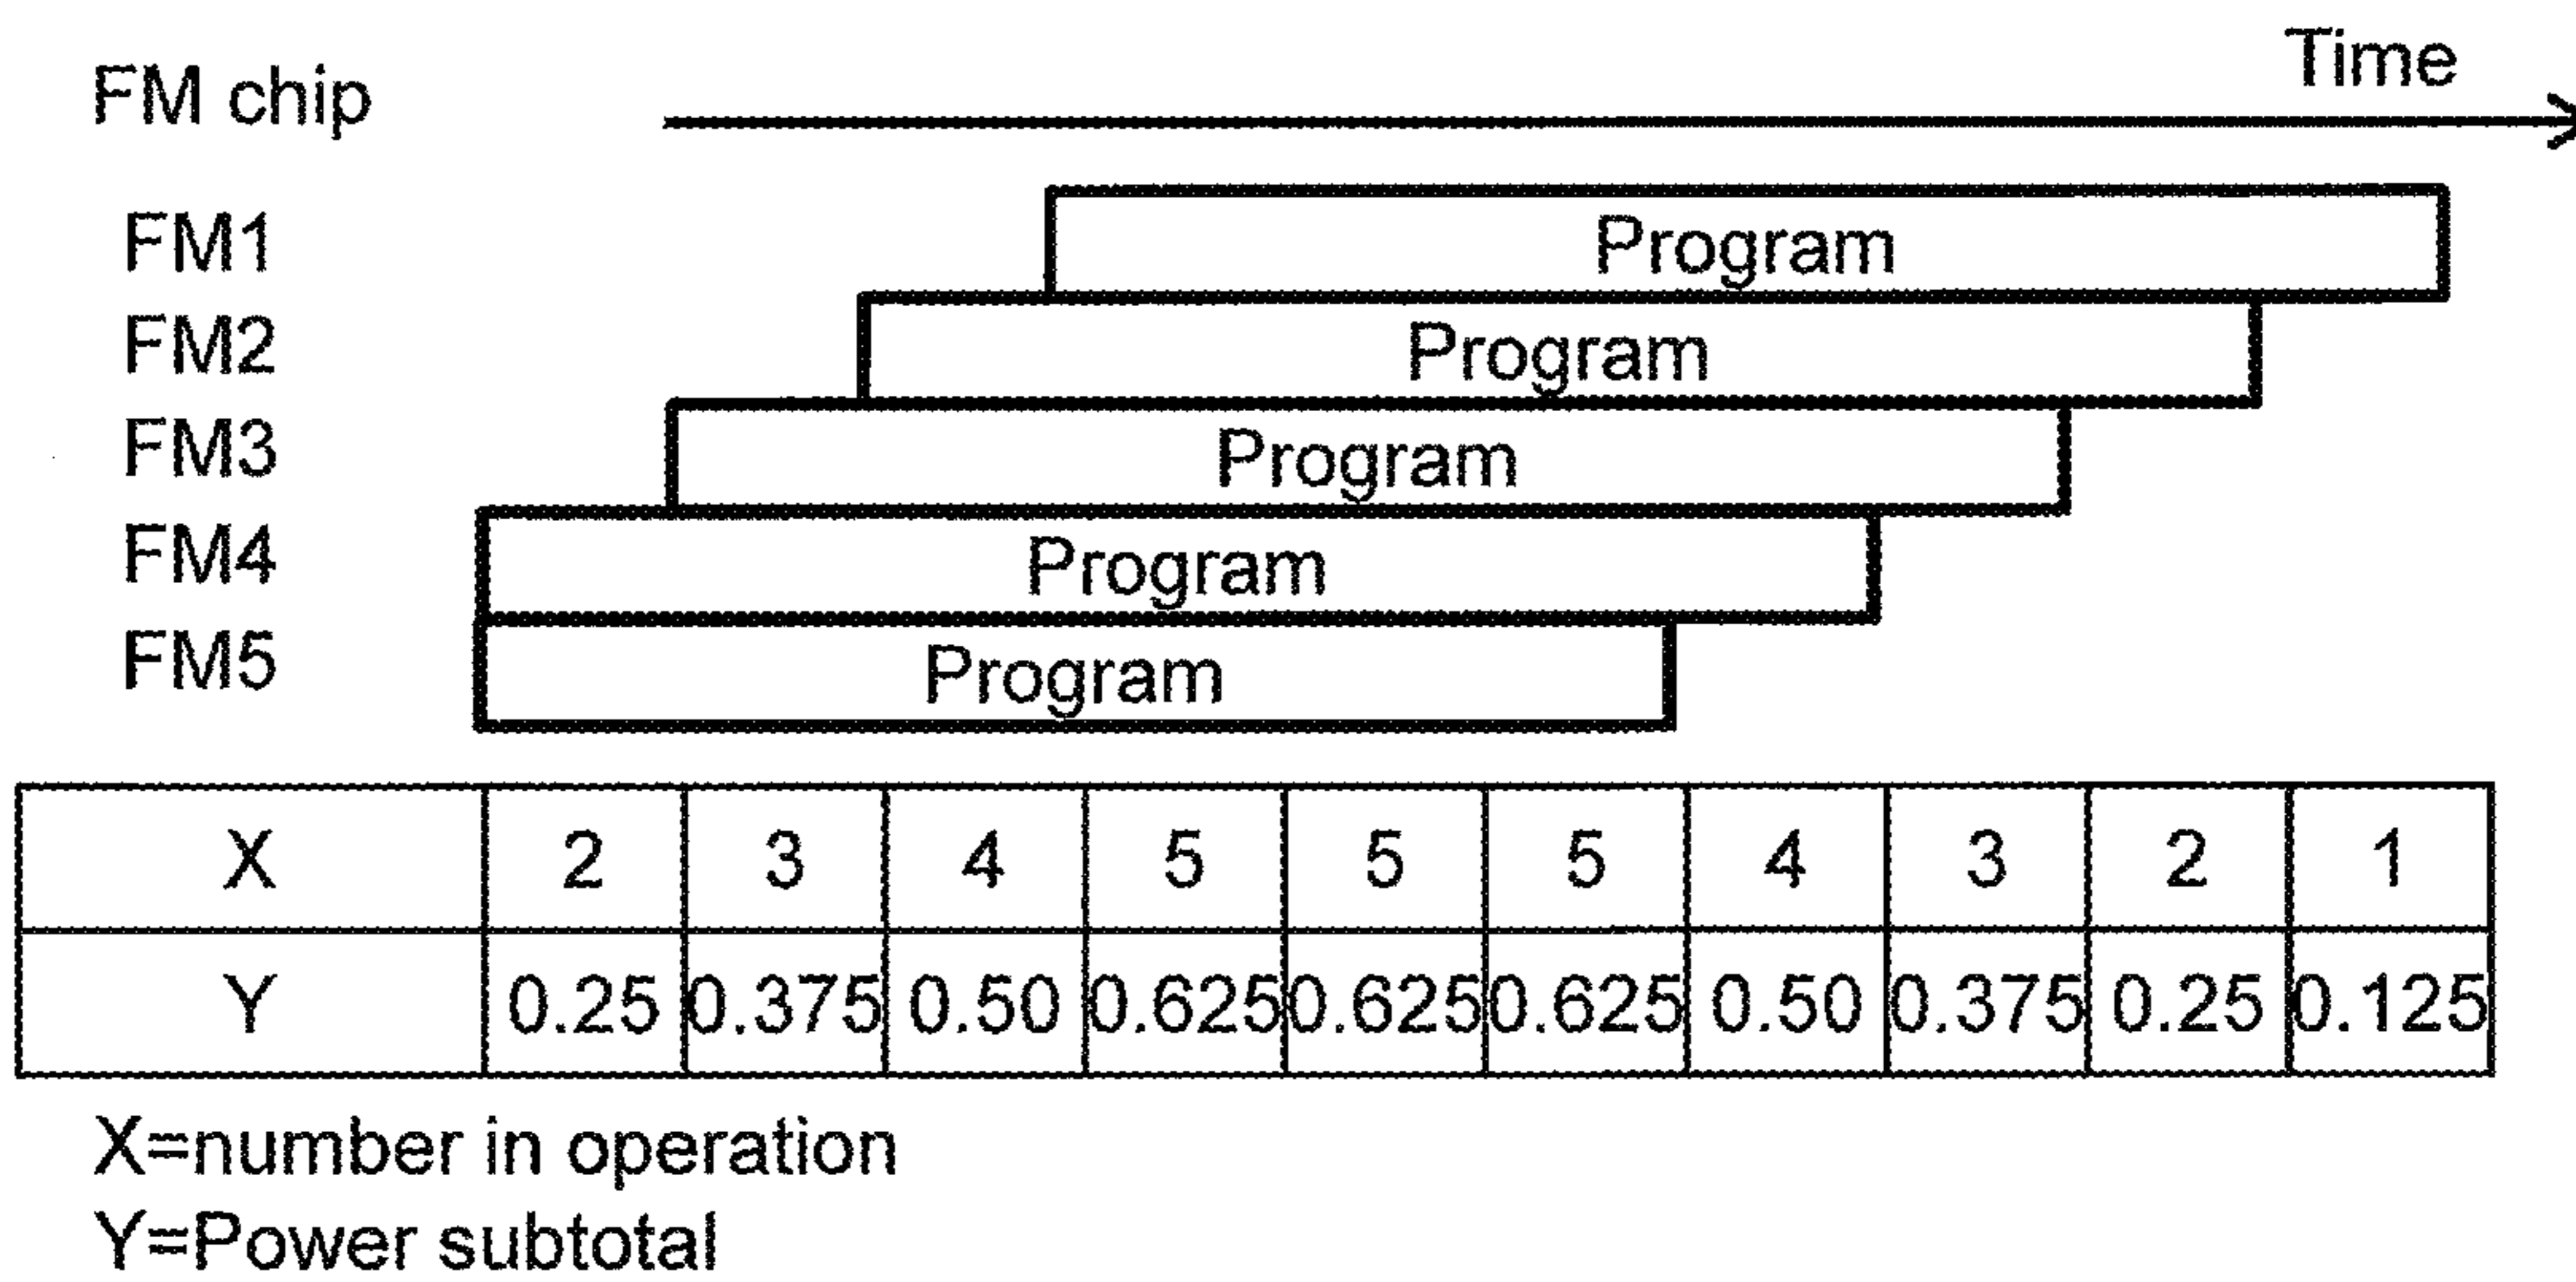 FM chip Time
FM1 Program
FM2 Program
FM3 Program
FM4 Program
FM5 Program
X 2 3 4 5 5 5 4 3 2 1
Y 0.25 0.375 0.50 0.625 0.625 0.625 0.50 0.375 0.25 0.125
X=number in operation
Y=Power subtotal